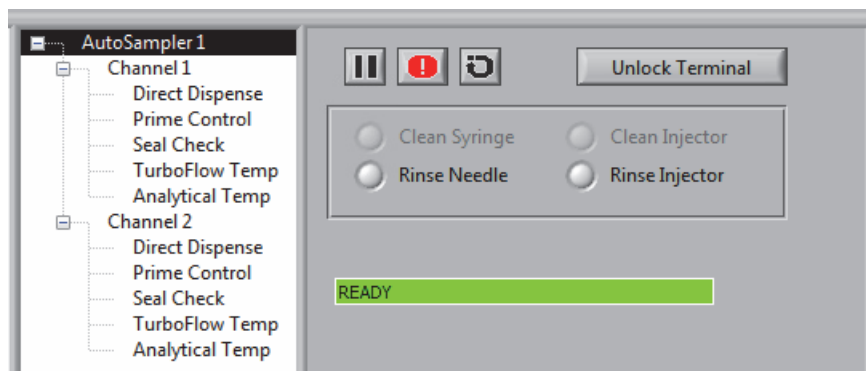 AutoSampler 1
Channel 1
Direct Dispense
Prime Control
Seal Check
TurboFlow Temp
Analytical Temp
Channel 2
Direct Dispense
Prime Control
Seal Check
TurboFlow Temp
Analytical Temp
Unlock Terminal
Clean Syringe Clean Injector
Rinse Needle Rinse Injector
READY